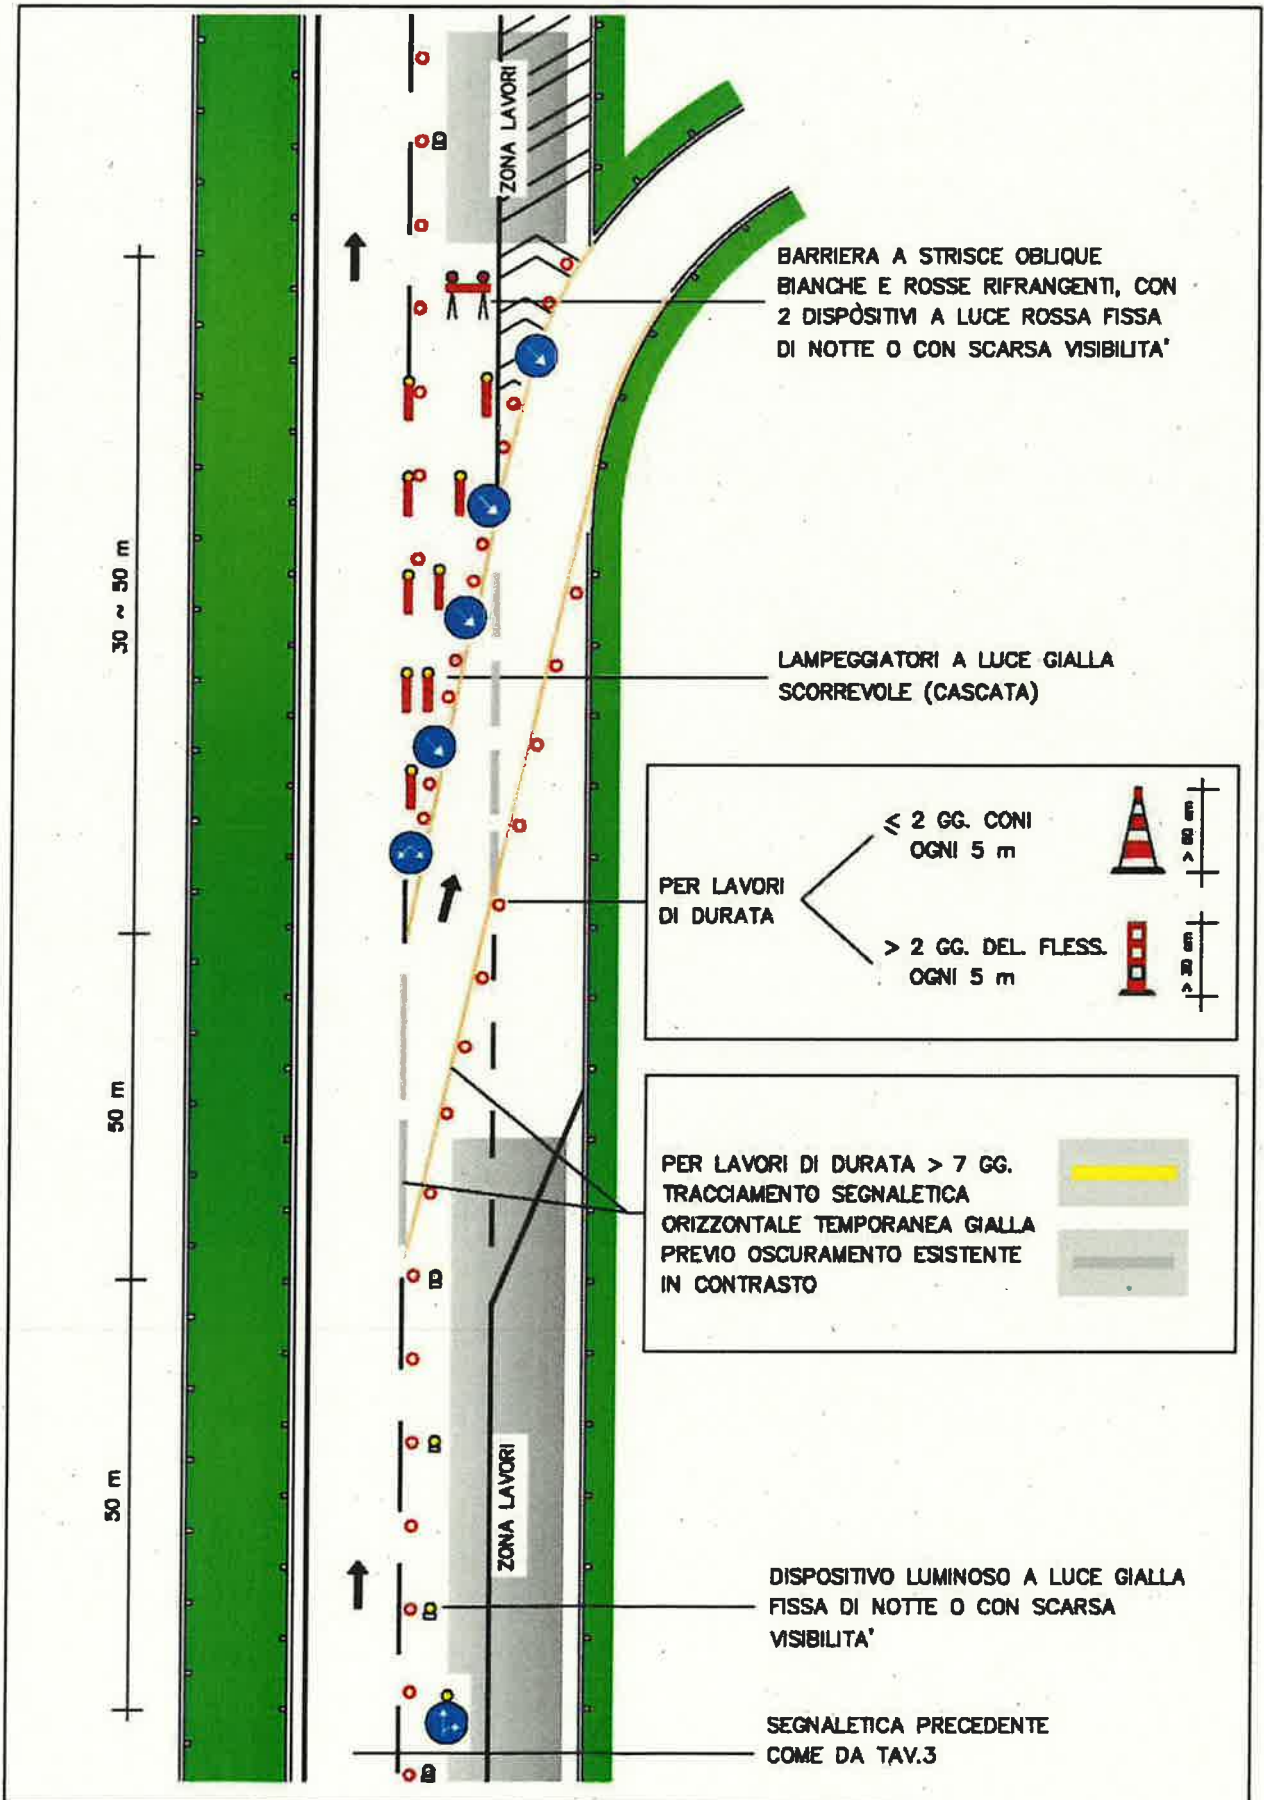 ZONA LAVORI
BARRIERA A STRISCE OBLIQUE
BIANCHE E ROSSE RIFRANGENTI, CON
2 DISPOSITIVI A LUCE ROSSA FISSA
DI NOTTE O CON SCARSA VISIBILITA'
30 ~ 50 m
LAMPEGGIATORI A LUCE GIALLA
SCORREVOLE (CASCATA)
PER LAVORI
DI DURATA
≤ 2 GG. CONI
OGNI 5 m
> 2 GG. DEL. FLESS.
OGNI 5 m
50 m
PER LAVORI DI DURATA > 7 GG.
TRACCIAMENTO SEGNALETICA
ORIZZONTALE TEMPORANEA GIALLA
PREVIO OSCURAMENTO ESISTENTE
IN CONTRASTO
50 m
ZONA LAVORI
DISPOSITIVO LUMINOSO A LUCE GIALLA
FISSA DI NOTTE O CON SCARSA
VISIBILITA'
SEGNALETICA PRECEDENTE
COME DA TAV.3